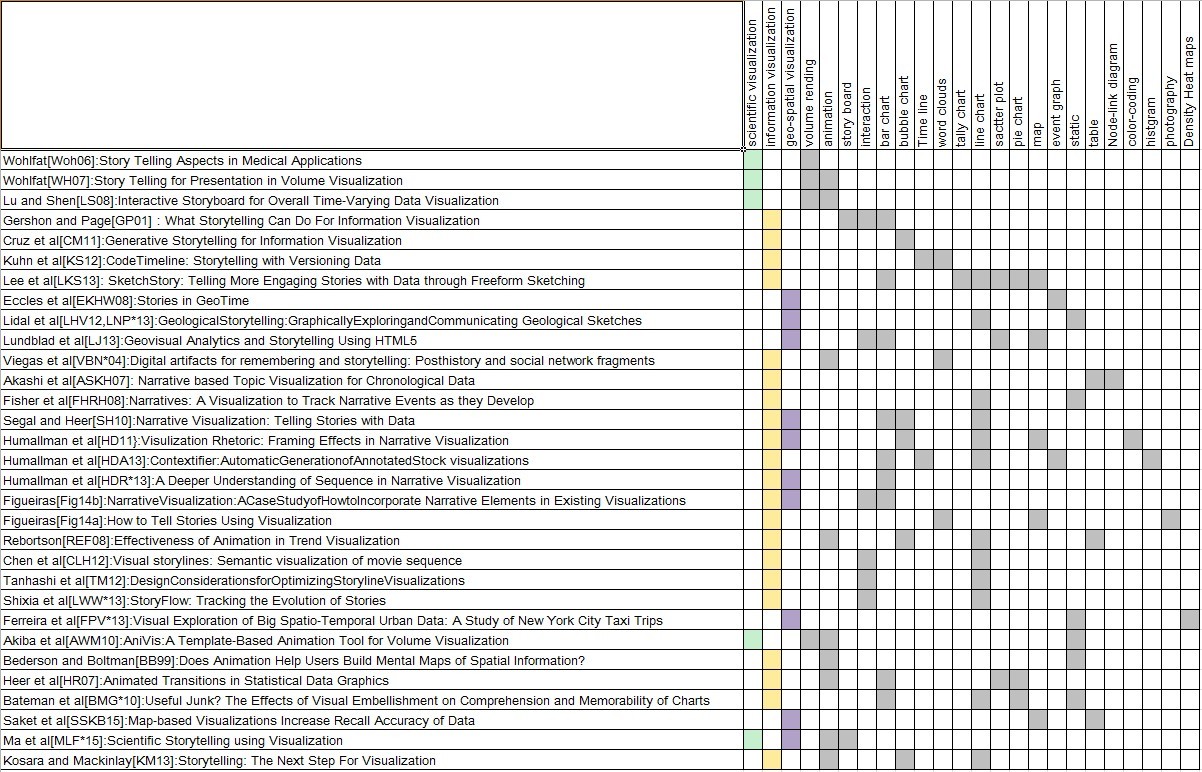 scientific visualization
information visualization
geo-spatial visualization
volume rending
animation
story board
interaction
bar chart
bubble chart
Time line
word clouds
tally chart
line chart
sactter plot
pie chart
map
event graph
static
table
Node-link diagram
color-coding
histgram
photography
Density Heat maps
Wohlfat[Woh06]:Story Telling Aspects in Medical Applications
Wohlfat[WH07]:Story Telling for Presentation in Volume Visualization
Lu and Shen[LS08]:Interactive Storyboard for Overall Time-Varying Data Visualization
Gershon and Page[GP01] : What Storytelling Can Do For Information Visualization
Cruz et al[CM11]:Generative Storytelling for Information Visualization
Kuhn et al[KS12]:CodeTimeline: Storytelling with Versioning Data
Lee et al[LKS13]: SketchStory: Telling More Engaging Stories with Data through Freeform Sketching
Eccles et al[EKHW08]:Stories in GeoTime
Lidal et al[LHV12,LNP*13]:GeologicalStorytelling:GraphicallyExploringandCommunicating Geological Sketches
Lundblad et al[LJ13]:Geovisual Analytics and Storytelling Using HTML5
Viegas et al[VBN*04]:Digital artifacts for remembering and storytelling: Posthistory and social network fragments
Akashi et al[ASKH07]: Narrative based Topic Visualization for Chronological Data
Fisher et al[FHRH08]:Narratives: A Visualization to Track Narrative Events as they Develop
Segal and Heer[SH10]:Narrative Visualization: Telling Stories with Data
Humallman et al[HD11}:Visulization Rhetoric: Framing Effects in Narrative Visualization
Humallman et al[HDA13]:Contextifier:AutomaticGenerationofAnnotatedStock visualizations
Humallman et al[HDR*13]:A Deeper Understanding of Sequence in Narrative Visualization
Figueiras[Fig14b]:NarrativeVisualization:ACaseStudyofHowtoIncorporate Narrative Elements in Existing Visualizations
Figueiras[Fig14a]:How to Tell Stories Using Visualization
Rebortson[REF08]:Effectiveness of Animation in Trend Visualization
Chen et al[CLH12]:Visual storylines: Semantic visualization of movie sequence
Tanhashi et al[TM12]:DesignConsiderationsforOptimizingStorylineVisualizations
Shixia et al[LWW*13]:StoryFlow: Tracking the Evolution of Stories
Ferreira et al[FPV*13]:Visual Exploration of Big Spatio-Temporal Urban Data: A Study of New York City Taxi Trips
Akiba et al[AWM10]:AniVis:A Template-Based Animation Tool for Volume Visualization
Bederson and Boltman[BB99]:Does Animation Help Users Build Mental Maps of Spatial Information?
Heer et al[HR07]:Animated Transitions in Statistical Data Graphics
Bateman et al[BMG*10]:Useful Junk? The Effects of Visual Embellishment on Comprehension and Memorability of Charts
Saket et al[SSKB15]:Map-based Visualizations Increase Recall Accuracy of Data
Ma et al[MLF*15]:Scientific Storytelling using Visualization
Kosara and Mackinlay[KM13]:Storytelling: The Next Step For Visualization